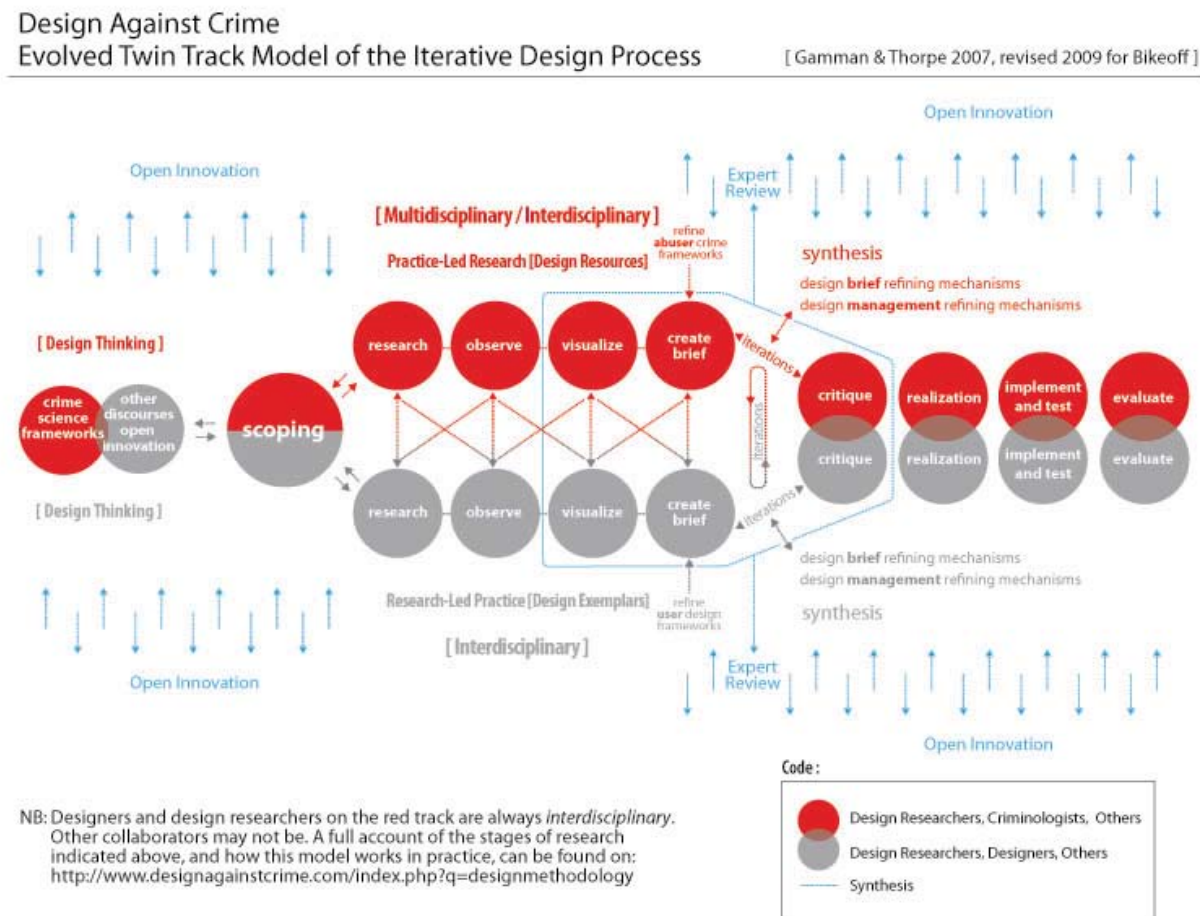 Design Against Crime
Evolved Twin Track Model of the Iterative Design Process
[ Gamman & Thorpe 2007, revised 2009 for Bikeoff ]
Open Innovation
Open Innovation
Expert
Review
[ Multidisciplinary / Interdisciplinary ]
refine
abuser crime
frameworks
Practice-Led Research [Design Resources]
synthesis
design brief refining mechanisms
design management refining mechanisms
[ Design Thinking ]
research
observe
visualize
create
brief
iterations
crime
science
frameworks
other
discourses
open
innovation
scoping
critique
realization
implement
and test
evaluate
iterations
critique
realization
implement
and test
evaluate
[ Design Thinking ]
research
observe
visualize
create
brief
iterations
design brief refining mechanisms
design management refining mechanisms
synthesis
Research-Led Practice [Design Exemplars]
refine
user design
frameworks
[ Interdisciplinary ]
Open Innovation
Expert
Review
Open Innovation
Code :
Design Researchers, Criminologists, Others
Design Researchers, Designers, Others
Synthesis
NB: Designers and design researchers on the red track are always interdisciplinary.
Other collaborators may not be. A full account of the stages of research
indicated above, and how this model works in practice, can be found on:
http://www.designagainstcrime.com/index.php?q=designmethodology